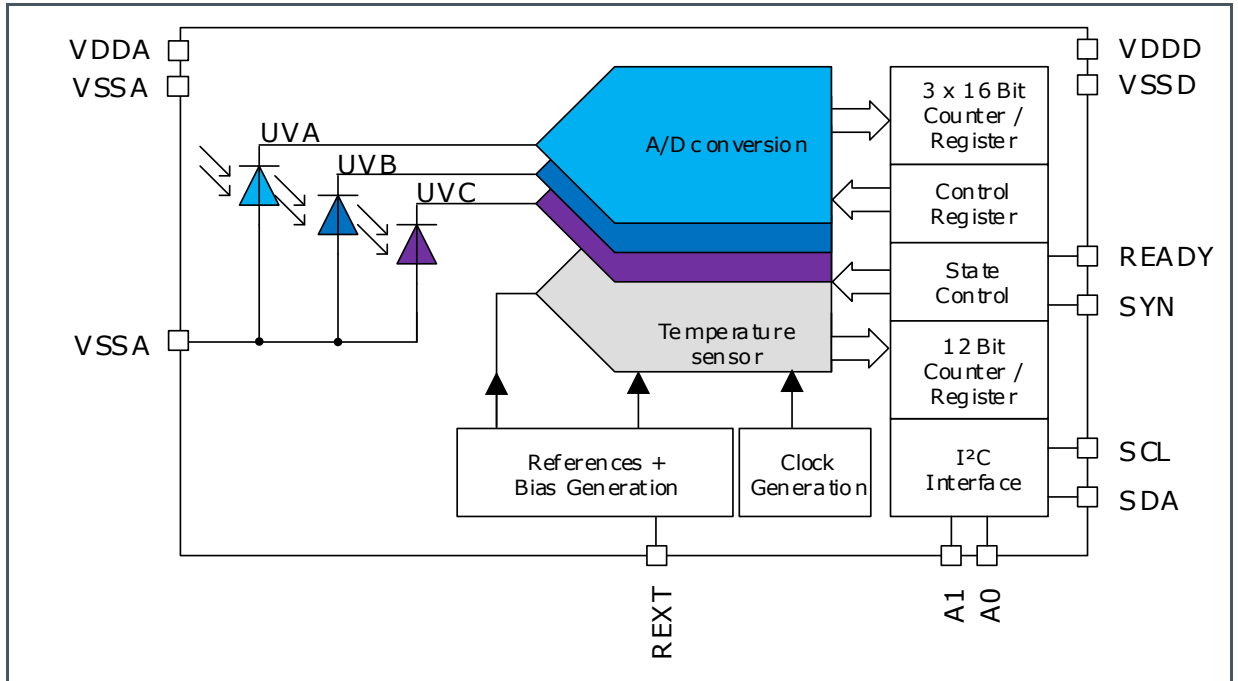 VDDA
VSSA
VDDD
VSSD
UVA
UVB
UVC
A/D conversion
3 x 16 Bit
Counter /
Register
Control
Register
State
Control
READY
SYN
VSSA
Temperature
sensor
12 Bit
Counter /
Register
References +
Bias Generation
Clock
Generation
I²C
Interface
SCL
SDA
REXT
A1
A0